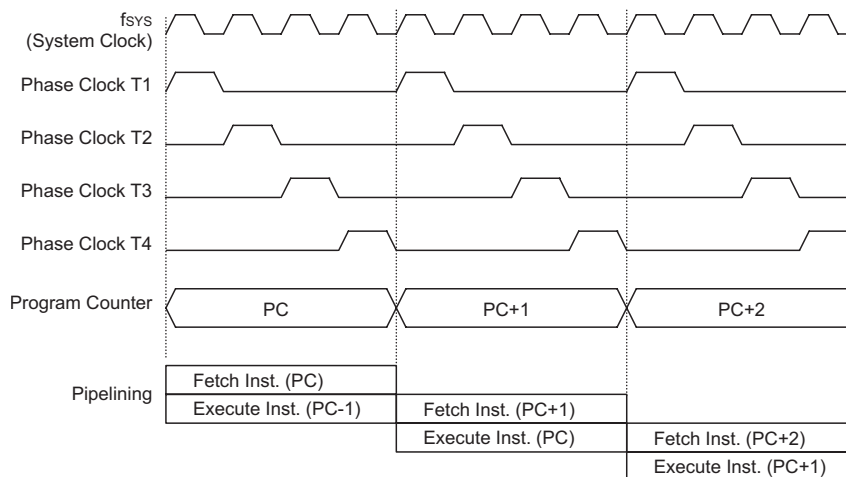 fSYS
(System Clock)
Phase Clock T1
Phase Clock T2
Phase Clock T3
Phase Clock T4
Program Counter
PC
PC+1
PC+2
Pipelining
Fetch Inst. (PC)
Execute Inst. (PC-1)
Fetch Inst. (PC+1)
Execute Inst. (PC)
Fetch Inst. (PC+2)
Execute Inst. (PC+1)